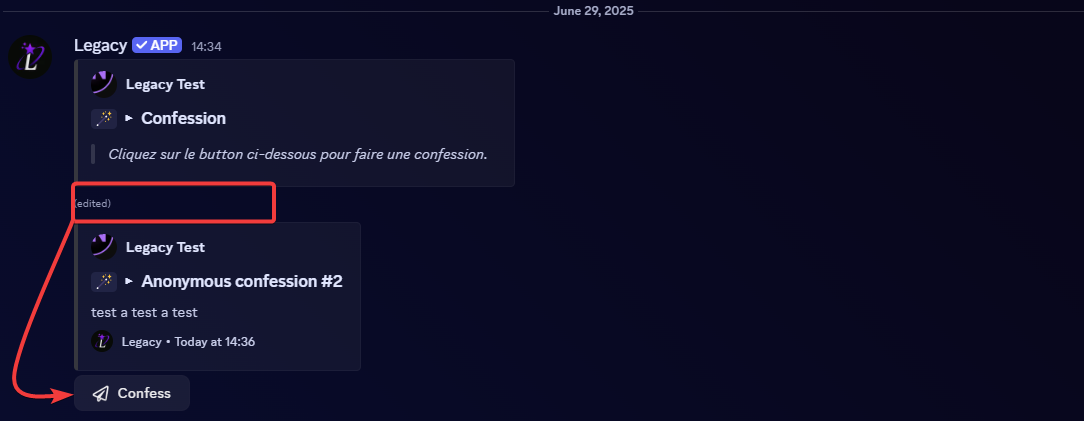 June 29, 2025
Legacy APP 14:34
Legacy Test
Confession
Cliquez sur le button ci-dessous pour faire une confession.
(edited)
Legacy Test
Anonymous confession #2
test a test a test
Legacy • Today at 14:36
Confess